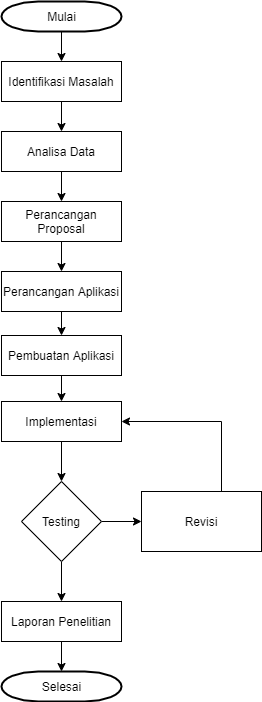 Mulai
Identifikasi Masalah
Analisa Data
Perancangan
Proposal
Perancangan Aplikasi
Pembuatan Aplikasi
Implementasi
Testing
Revisi
Laporan Penelitian
Selesai